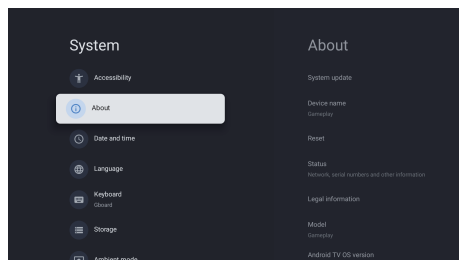 System
Accessibility
About
Date and time
Language
Keyboard
Gboard
Storage
Ambient mode
About
System update
Device name
Gameplay
Reset
Status
Network, serial numbers and other information
Legal information
Model
Gameplay
Android TV OS version